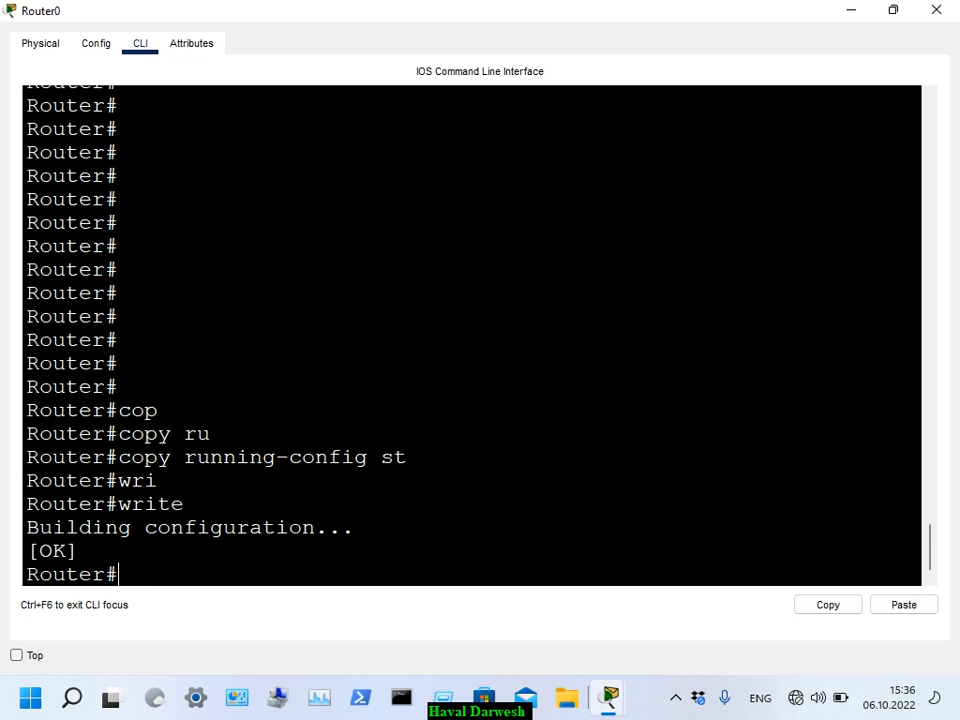 Router0
Physical Config CLI Attributes
IOS Command Line Interface
Router#
Router#
Router#
Router#
Router#
Router#
Router#
Router#
Router#
Router#
Router#
Router#
Router#
Router#
Router#cop
Router#copy ru
Router#copy running-config st
Router#wri
Router#write
Building configuration...
[OK]
Router#
Ctrl+F6 to exit CLI focus
Copy Paste
Top
ENG
15:36
06.10.2022
Haval Darwesh